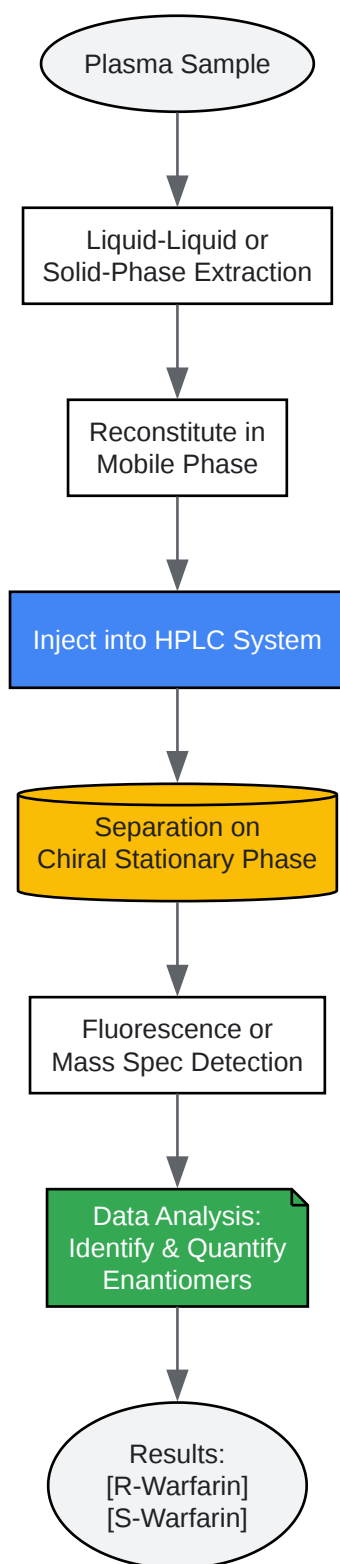 Plasma Sample
Liquid-Liquid or
Solid-Phase Extraction
Reconstitute in
Mobile Phase
Inject into HPLC System
Separation on
Chiral Stationary Phase
Fluorescence or
Mass Spec Detection
Data Analysis:
Identify & Quantify
Enantiomers
Results:
[R-Warfarin]
[S-Warfarin]